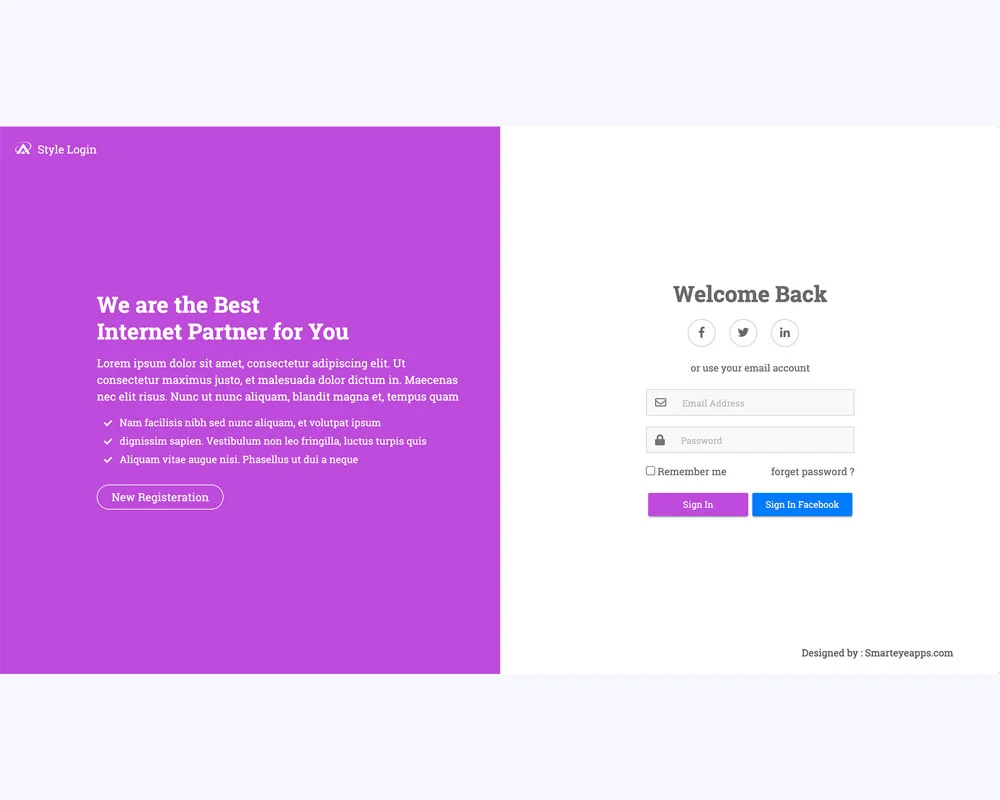 Style Login
We are the Best
Internet Partner for You
Lorem ipsum dolor sit amet, consectetur adipiscing elit. Ut
consectetur maximus justo, et malesuada dolor dictum in. Maecenas
nec elit risus. Nunc ut nunc aliquam, blandit magna et, tempus quam
Nam facilisis nibh sed nunc aliquam, et volutpat ipsum
dignissim sapien. Vestibulum non leo fringilla, luctus turpis quis
Aliquam vitae augue nisi. Phasellus ut dui a neque
New Registeration
Welcome Back
or use your email account
Email Address
Password
Remember me
forget password ?
Sign In
Sign In Facebook
Designed by : Smarteyeapps.com